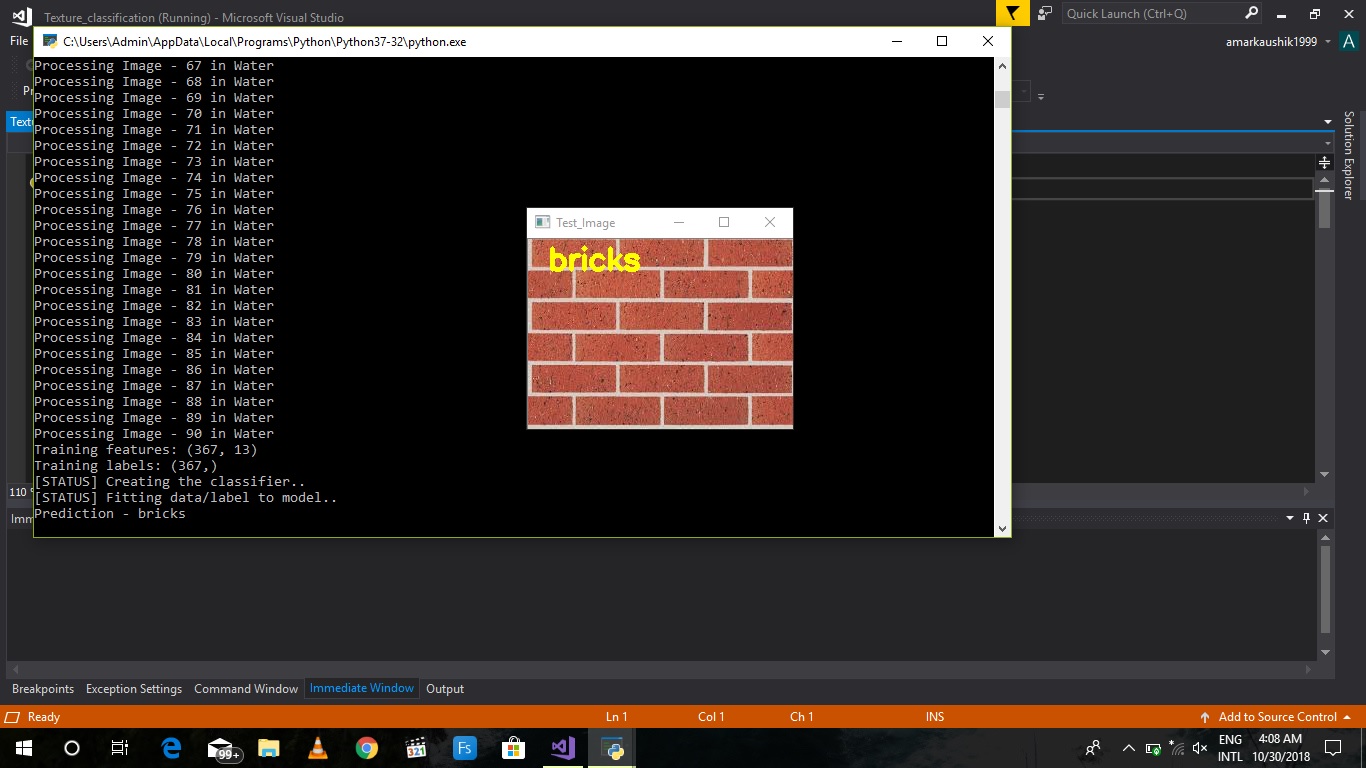 Texture_classification (Running) - Microsoft Visual Studio
Quick Launch (Ctrl+Q)
File
C:\Users\Admin\AppData\Local\Programs\Python\Python37-32\python.exe
amarkaushik1999
A
Processing Image - 67 in Water
Processing Image - 68 in Water
Processing Image - 69 in Water
Processing Image - 70 in Water
Processing Image - 71 in Water
Processing Image - 72 in Water
Processing Image - 73 in Water
Processing Image - 74 in Water
Processing Image - 75 in Water
Processing Image - 76 in Water
Processing Image - 77 in Water
Processing Image - 78 in Water
Processing Image - 79 in Water
Processing Image - 80 in Water
Processing Image - 81 in Water
Processing Image - 82 in Water
Processing Image - 83 in Water
Processing Image - 84 in Water
Processing Image - 85 in Water
Processing Image - 86 in Water
Processing Image - 87 in Water
Processing Image - 88 in Water
Processing Image - 89 in Water
Processing Image - 90 in Water
Training features: (367, 13)
Training labels: (367,)
[STATUS] Creating the classifier..
[STATUS] Fitting data/label to model..
Prediction - bricks
Test_Image
bricks
Solution Explorer
110
Breakpoints Exception Settings Command Window Immediate Window Output
Ready Ln 1 Col 1 Ch 1 INS Add to Source Control
99+
321
Fs
ENG 4:08 AM
INTL 10/30/2018